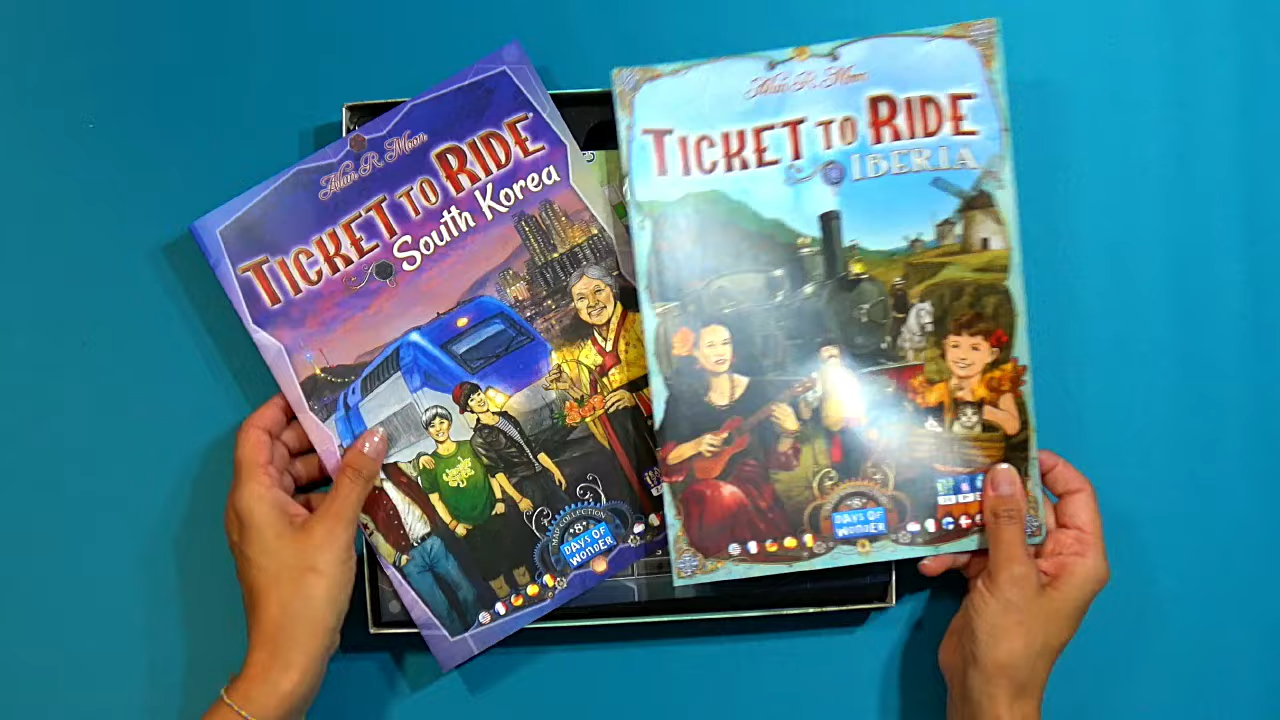 Alan R. Moon
TICKET TO RIDE
South Korea
MAP COLLECTION
8
DAYS OF
WONDER
Alan R. Moon
TICKET TO RIDE
IBERIA
DAYS OF
WONDER